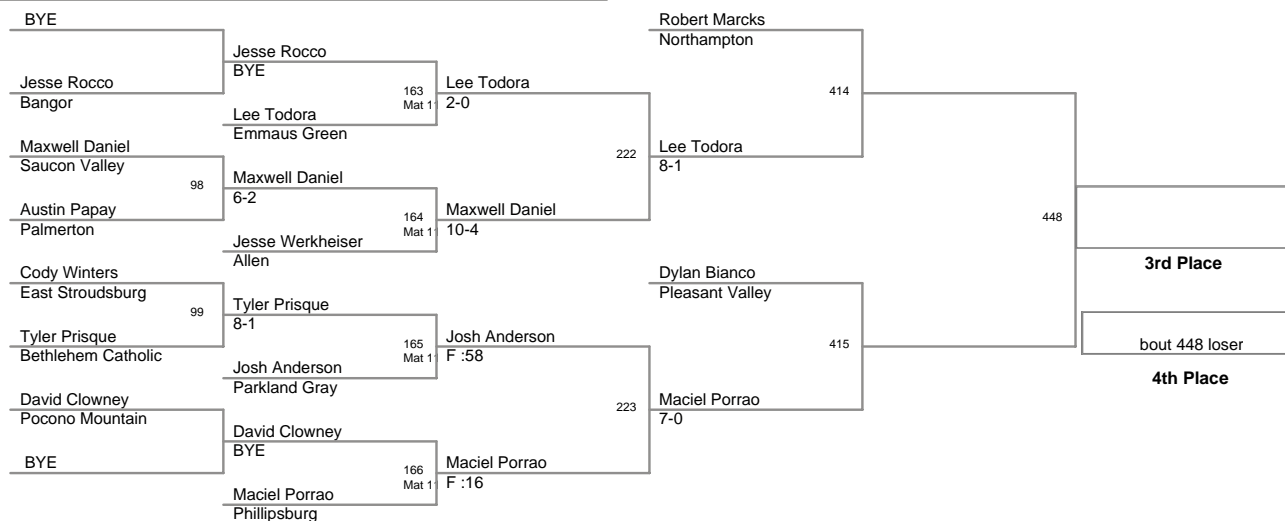 BYE
Jesse Rocco
Bangor
Maxwell Daniel
Saucon Valley
98
Austin Papay
Palmerton
Cody Winters
East Stroudsburg
99
Tyler Prisque
Bethlehem Catholic
David Clowney
Pocono Mountain
BYE
Jesse Rocco
BYE
163
Mat 11
Lee Todora
Emmaus Green
Maxwell Daniel
6-2
164
Mat 11
Jesse Werkheiser
Allen
Tyler Prisque
8-1
165
Mat 11
Josh Anderson
Parkland Gray
David Clowney
BYE
166
Mat 11
Maciel Porrao
Phillipsburg
Lee Todora
2-0
222
Maxwell Daniel
10-4
Josh Anderson
F :58
223
Maciel Porrao
F :16
Robert Marcks
Northampton
414
Lee Todora
8-1
Dylan Bianco
Pleasant Valley
415
Maciel Porrao
7-0
448
3rd Place
bout 448 loser
4th Place